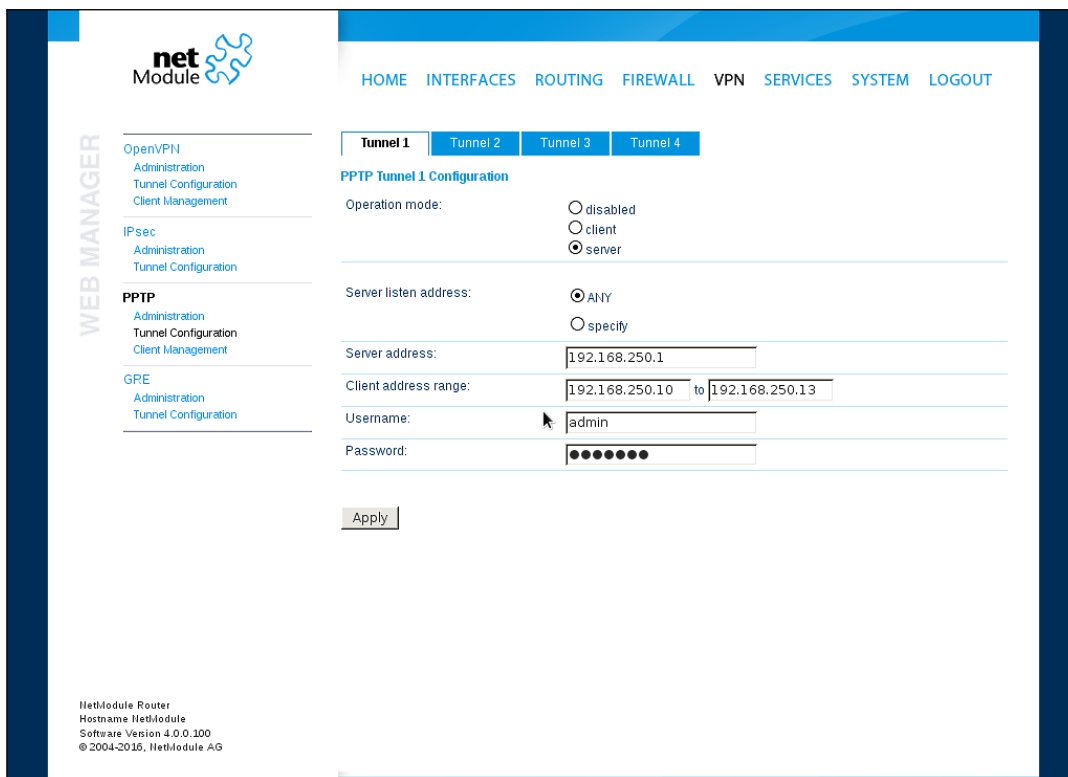 net
Module
HOME INTERFACES ROUTING FIREWALL VPN SERVICES SYSTEM LOGOUT
WEB MANAGER
OpenVPN
Administration
Tunnel Configuration
Client Management
IPsec
Administration
Tunnel Configuration
PPTP
Administration
Tunnel Configuration
Client Management
GRE
Administration
Tunnel Configuration
Tunnel 1 Tunnel 2 Tunnel 3 Tunnel 4
PPTP Tunnel 1 Configuration
Operation mode:
disabled
client
server
Server listen address:
ANY
specify
Server address: 192.168.250.1
Client address range: 192.168.250.10 to 192.168.250.13
Username: admin
Password: ●●●●●●●
Apply
NetModule Router
Hostname NetModule
Software Version 4.0.0.100
© 2004-2016, NetModule AG